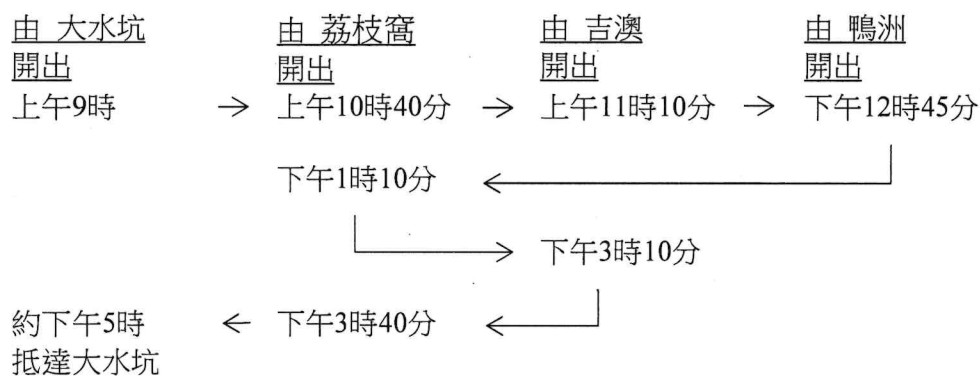 由 大水坑 由 荔枝窩 由 吉澳 由 鴨洲
開出 開出 開出 開出
上午9時 → 上午10時40分 → 上午11時10分 → 下午12時45分
下午1時10分
下午3時10分
約下午5時 ← 下午3時40分
抵達大水坑